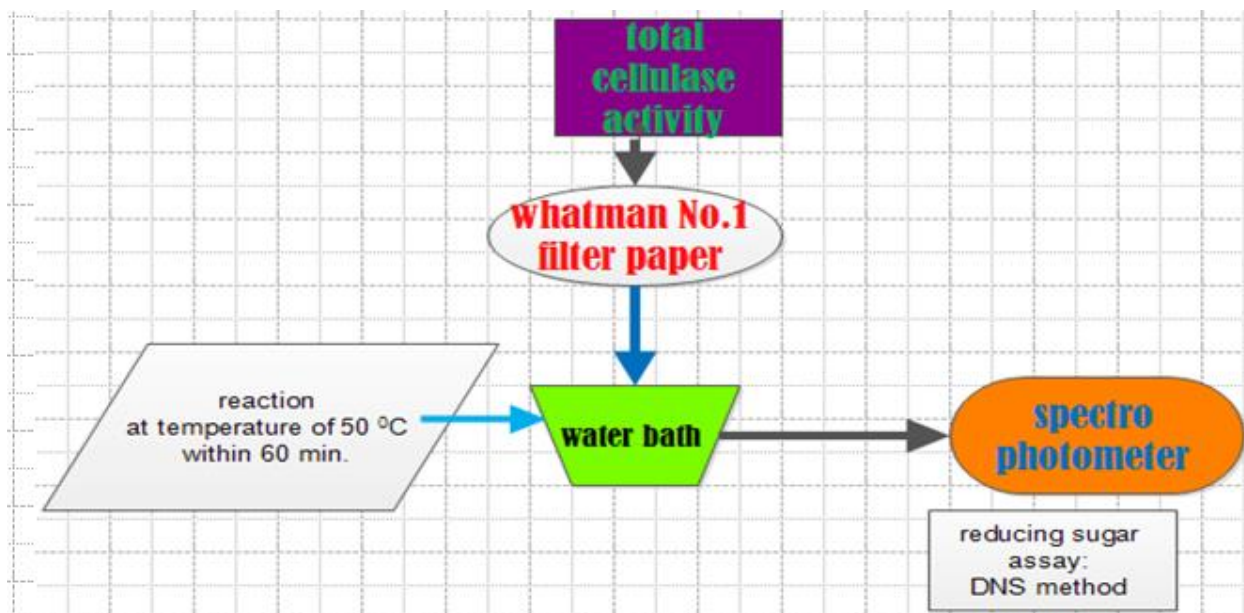 total
cellulase
activity
whatman No.1
filter paper
reaction
at temperature of 50 ⁰C
within 60 min.
water bath
spectro
photometer
reducing sugar
assay:
DNS method